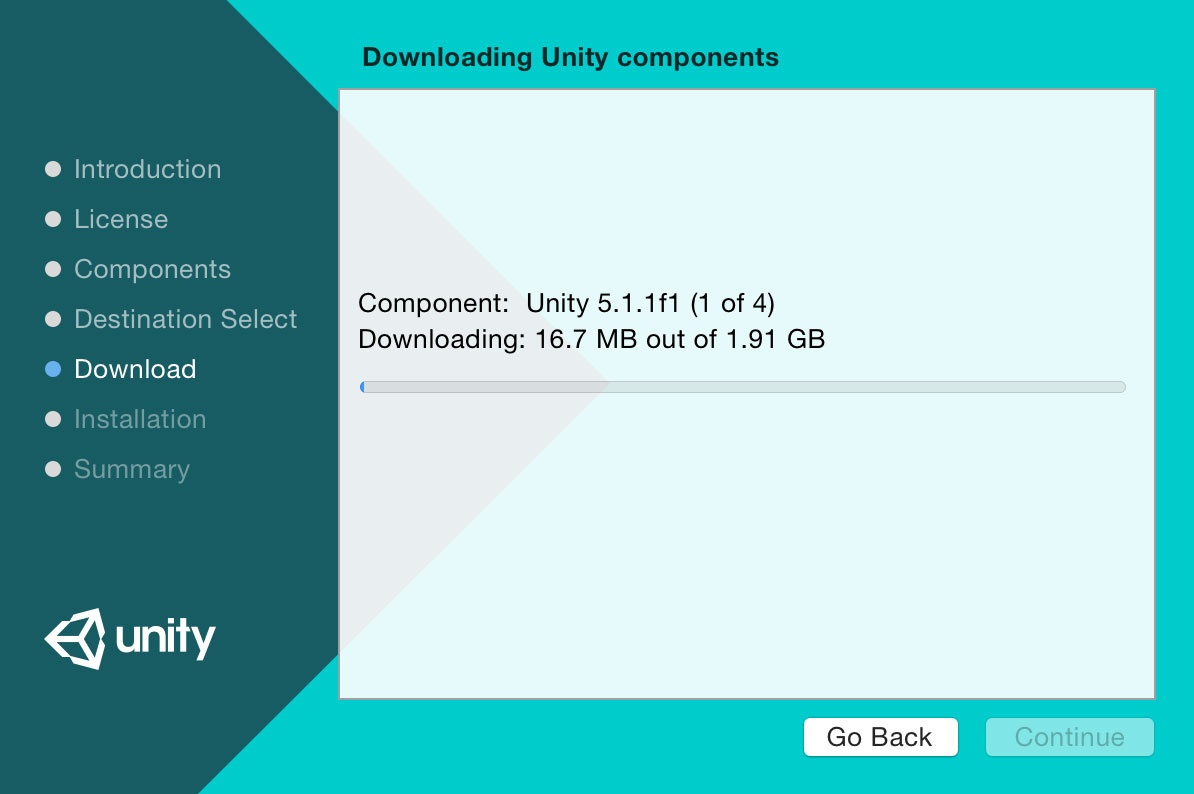 Downloading Unity components
Introduction
License
Components
Destination Select
Download
Installation
Summary
Component: Unity 5.1.1f1 (1 of 4)
Downloading: 16.7 MB out of 1.91 GB
unity
Go Back
Continue